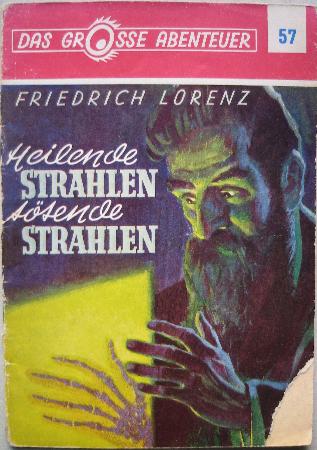 DAS GROSSE ABENTEUER
57
FRIEDRICH LORENZ
Heilende
STRAHLEN
tötende
STRAHLEN